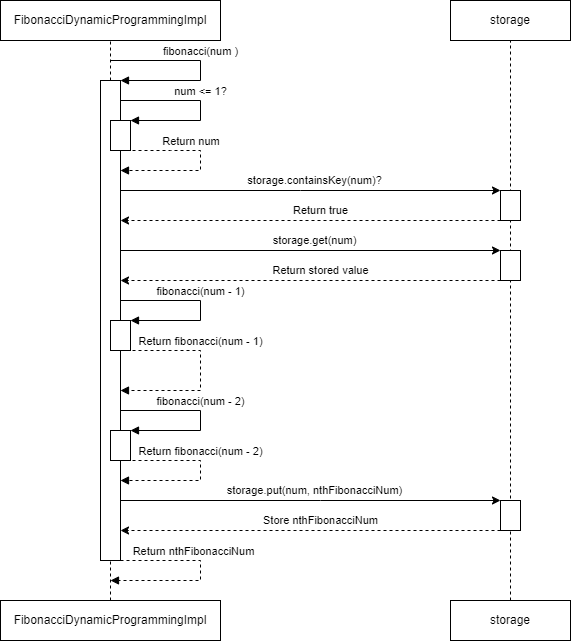 FibonacciDynamicProgrammingImpl
storage
fibonacci(num )
num <= 1?
Return num
storage.containsKey(num)?
Return true
storage.get(num)
Return stored value
fibonacci(num - 1)
Return fibonacci(num - 1)
fibonacci(num - 2)
Return fibonacci(num - 2)
storage.put(num, nthFibonacciNum)
Store nthFibonacciNum
Return nthFibonacciNum
FibonacciDynamicProgrammingImpl
storage